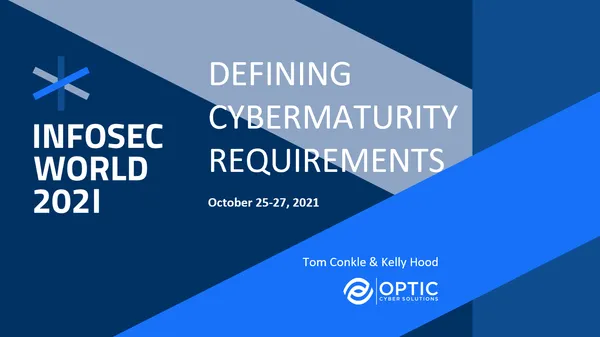 INFOSEC
WORLD
2021
DEFINING
CYBERMATURITY
REQUIREMENTS
October 25-27, 2021
Tom Conkle & Kelly Hood
OPTIC
CYBER SOLUTIONS